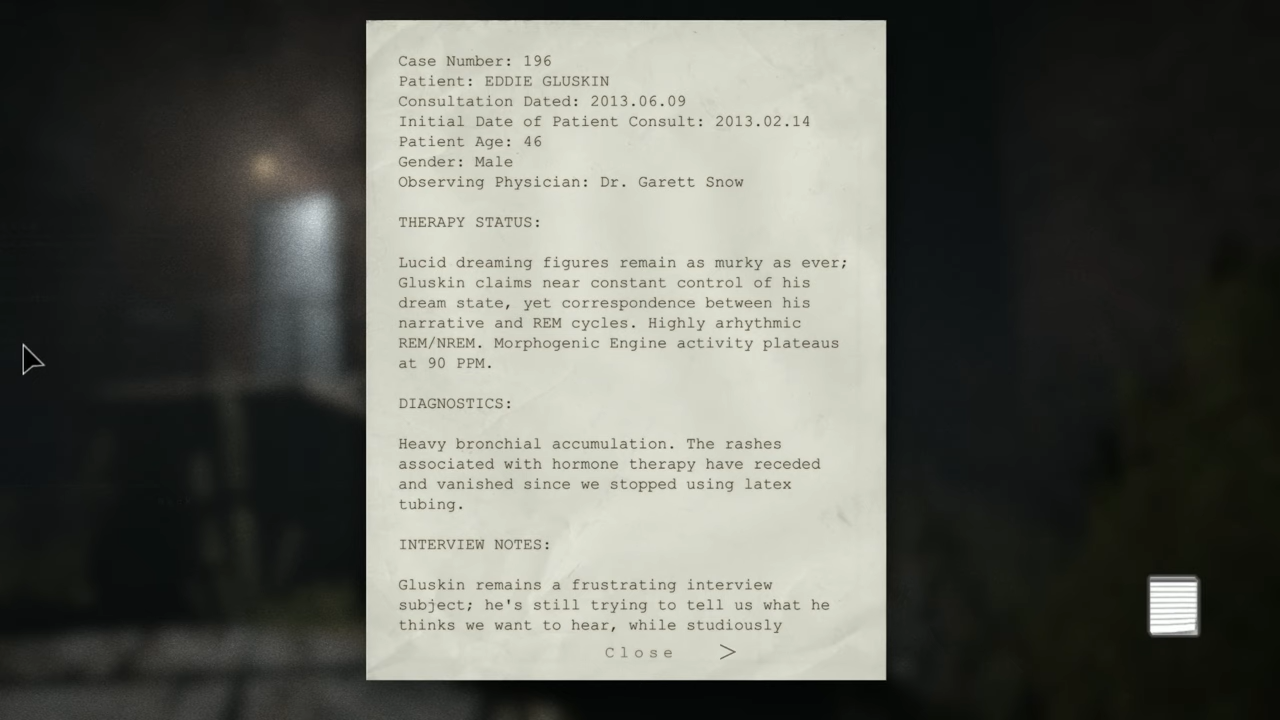 Case Number: 196
Patient: EDDIE GLUSKIN
Consultation Dated: 2013.06.09
Initial Date of Patient Consult: 2013.02.14
Patient Age: 46
Gender: Male
Observing Physician: Dr. Garett Snow
THERAPY STATUS:
Lucid dreaming figures remain as murky as ever;
Gluskin claims near constant control of his
dream state, yet correspondence between his
narrative and REM cycles. Highly arhythmic
REM/NREM. Morphogenic Engine activity plateaus
at 90 PPM.
DIAGNOSTICS:
Heavy bronchial accumulation. The rashes
associated with hormone therapy have receded
and vanished since we stopped using latex
tubing.
INTERVIEW NOTES:
Gluskin remains a frustrating interview
subject; he's still trying to tell us what he
thinks we want to hear, while studiously
Close >